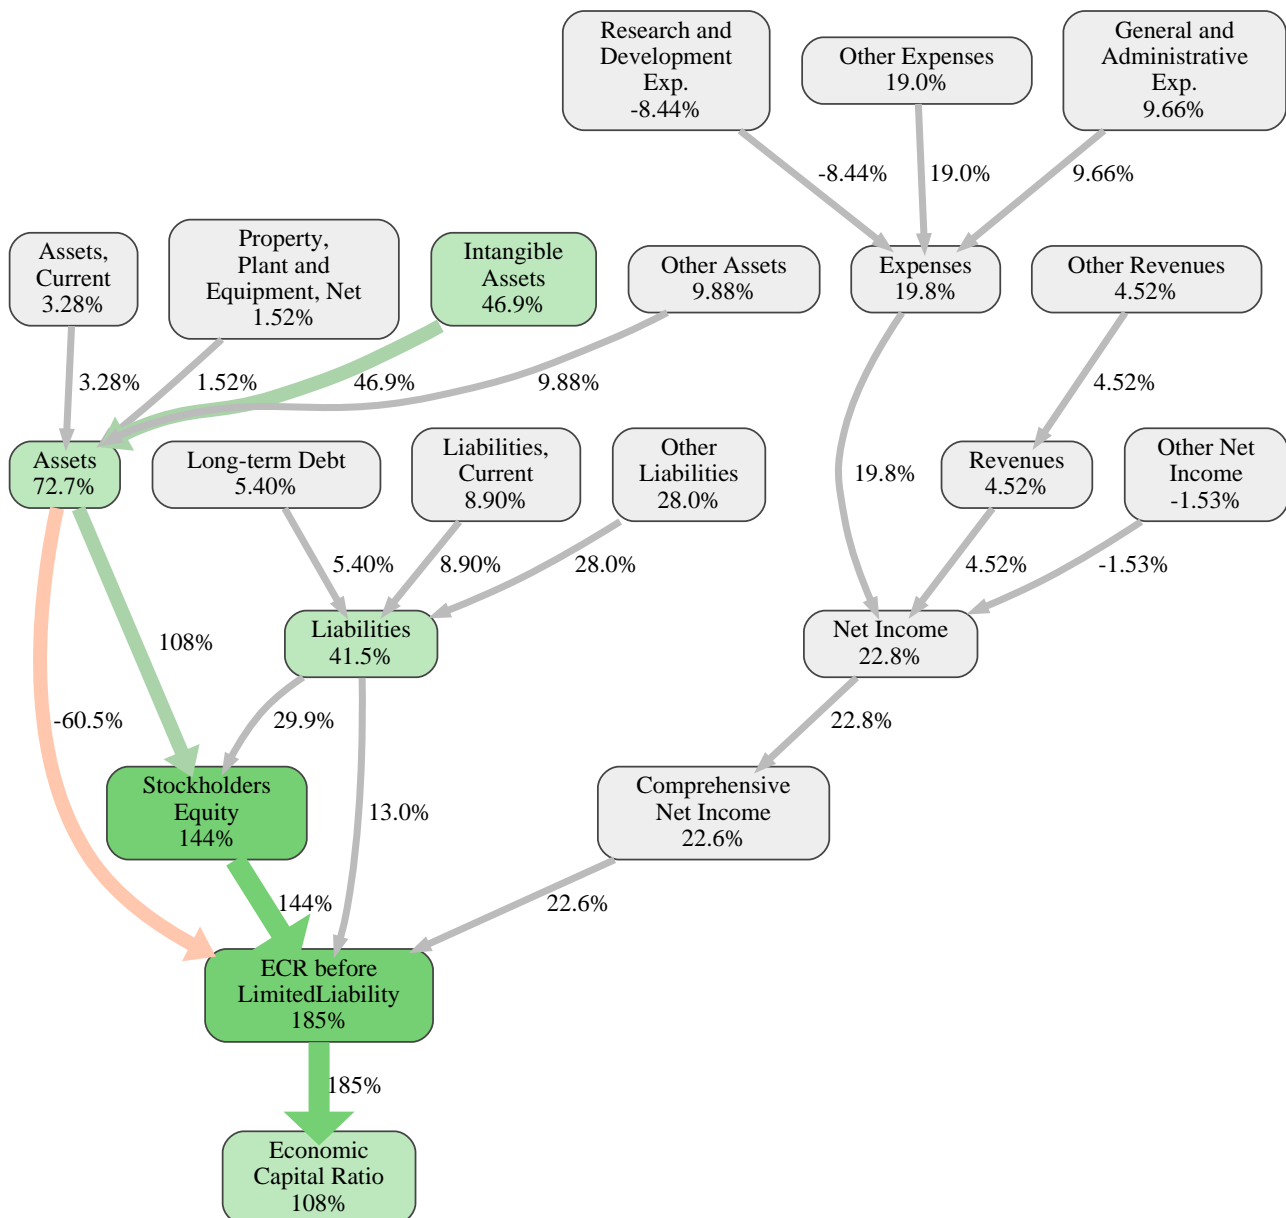 Research and
Development
Exp.
-8.44%
Other Expenses
19.0%
General and
Administrative
Exp.
9.66%
-8.44%
19.0%
9.66%
Assets,
Current
3.28%
Property,
Plant and
Equipment, Net
1.52%
Intangible
Assets
46.9%
Other Assets
9.88%
Expenses
19.8%
Other Revenues
4.52%
3.28%
1.52%
46.9%
9.88%
4.52%
Assets
72.7%
Long-term Debt
5.40%
Liabilities,
Current
8.90%
Other
Liabilities
28.0%
19.8%
Revenues
4.52%
Other Net
Income
-1.53%
5.40%
8.90%
28.0%
4.52%
-1.53%
108%
Liabilities
41.5%
Net Income
22.8%
-60.5%
29.9%
22.8%
Stockholders
Equity
144%
13.0%
Comprehensive
Net Income
22.6%
144%
22.6%
ECR before
LimitedLiability
185%
185%
Economic
Capital Ratio
108%